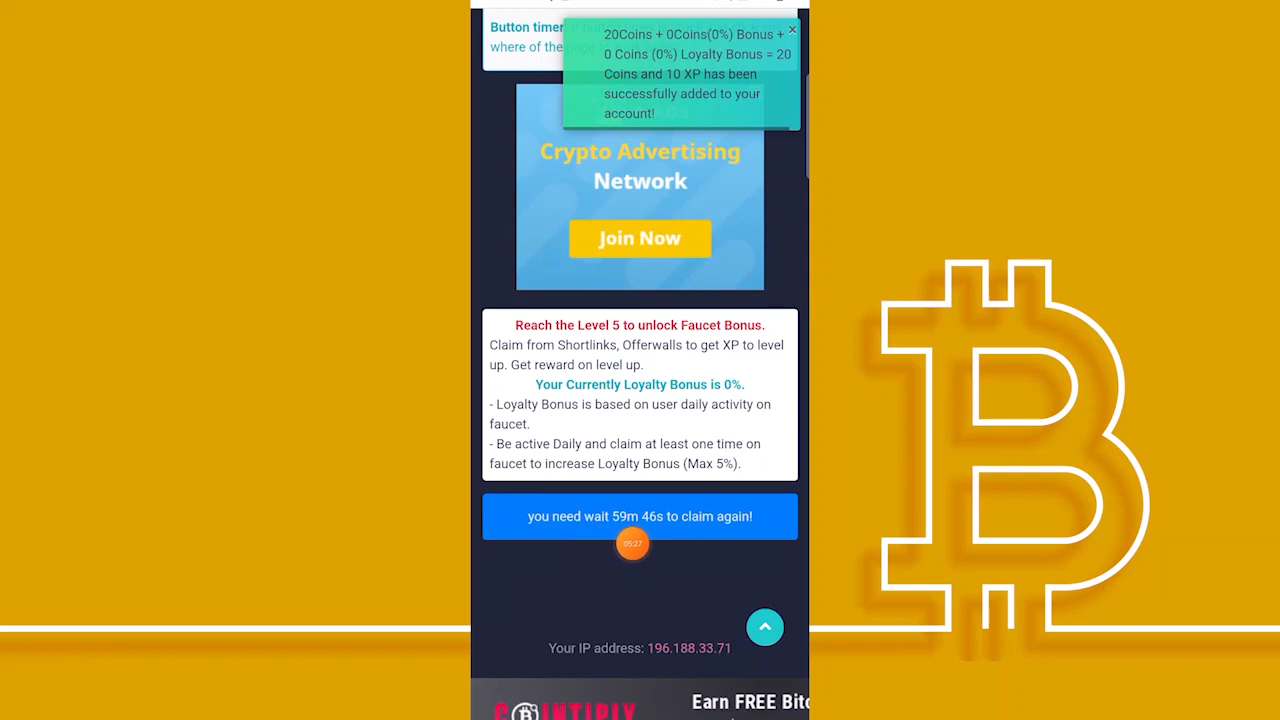 Button timer
where of the
20Coins + 0Coins(0%) Bonus +
0 Coins (0%) Loyalty Bonus = 20
Coins and 10 XP has been
successfully added to your
account!
×
Crypto Advertising
Network
Join Now
Reach the Level 5 to unlock Faucet Bonus.
Claim from Shortlinks, Offerwalls to get XP to level
up. Get reward on level up.
Your Currently Loyalty Bonus is 0%.
- Loyalty Bonus is based on user daily activity on
faucet.
- Be active Daily and claim at least one time on
faucet to increase Loyalty Bonus (Max 5%).
you need wait 59m 46s to claim again!
05:27
Your IP address: 196.188.33.71
COINTIPLY
Earn FREE Bitc